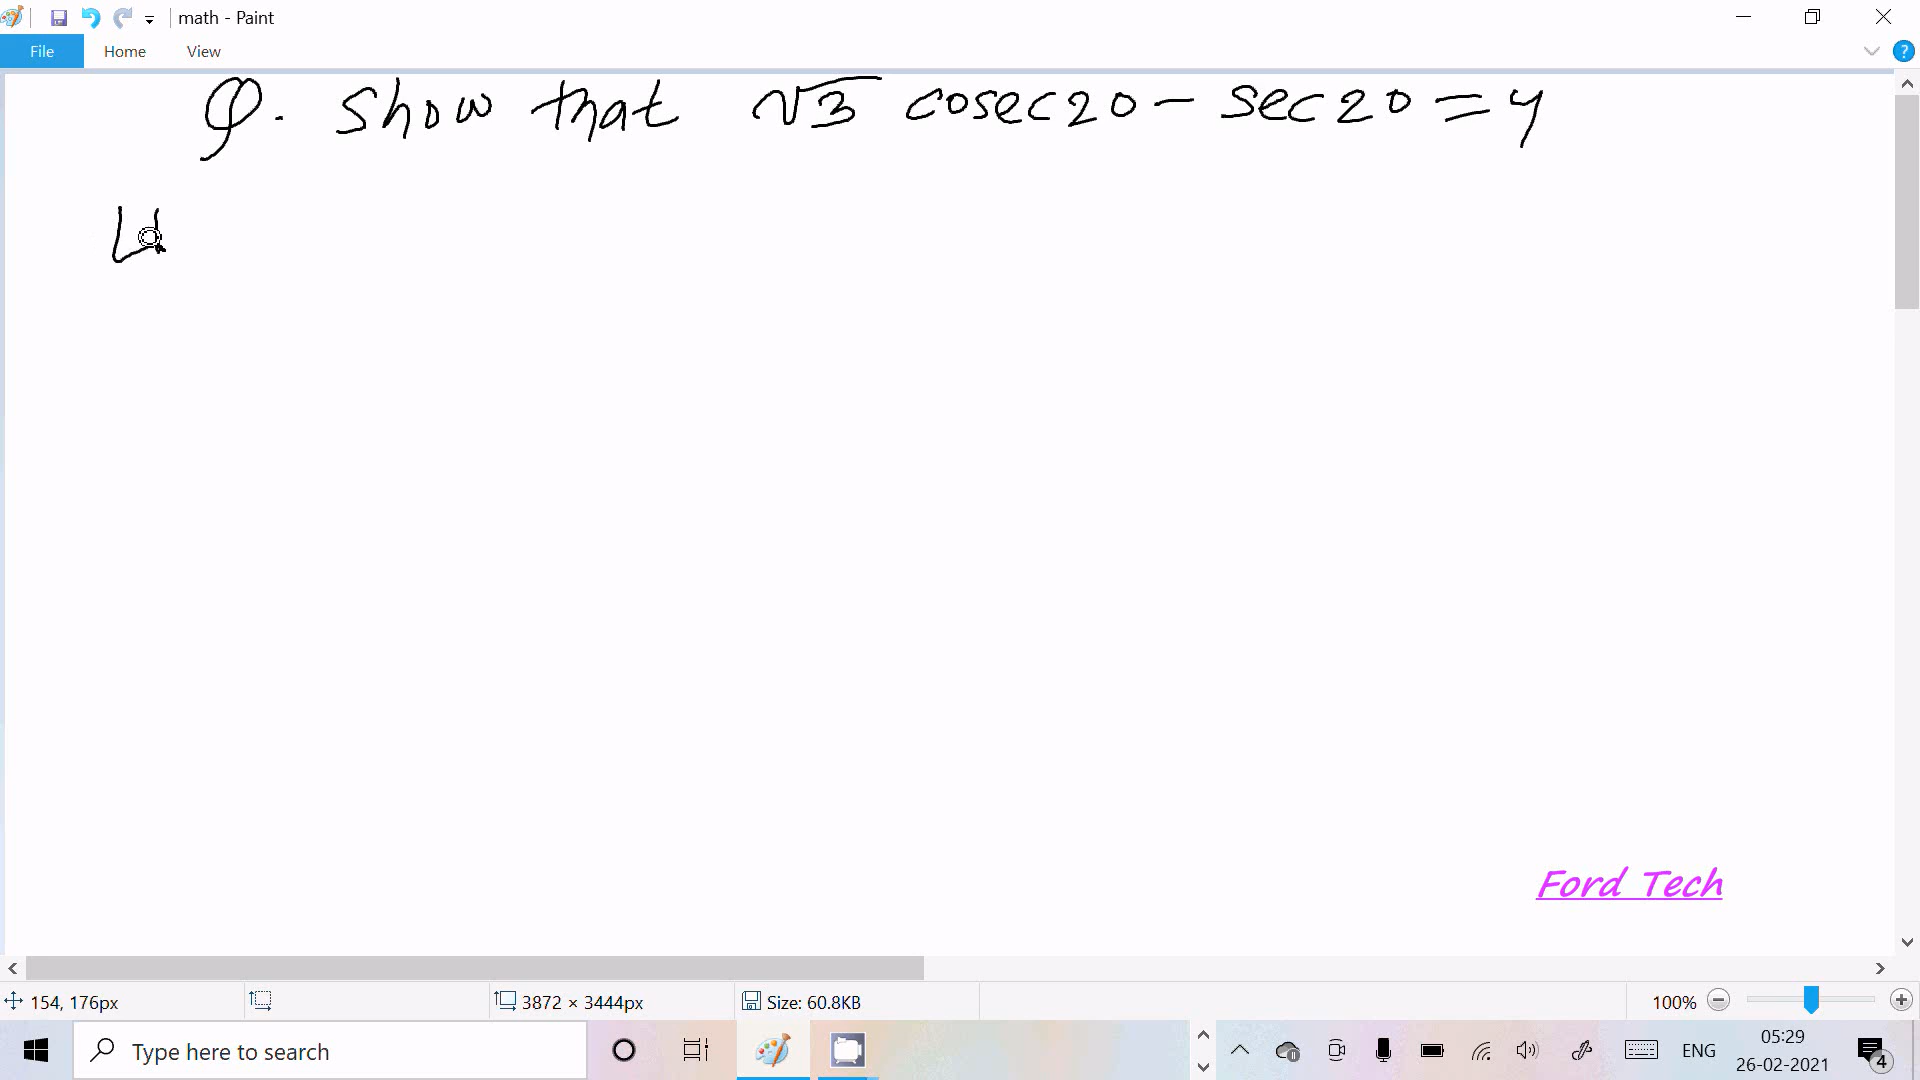 math - Paint
File Home View ?
Q. Show that √3 cosec20 - sec20 = 4
Ford Tech
154, 176px 3872 × 3444px Size: 60.8KB 100%
Type here to search ENG 05:29
26-02-2021 4